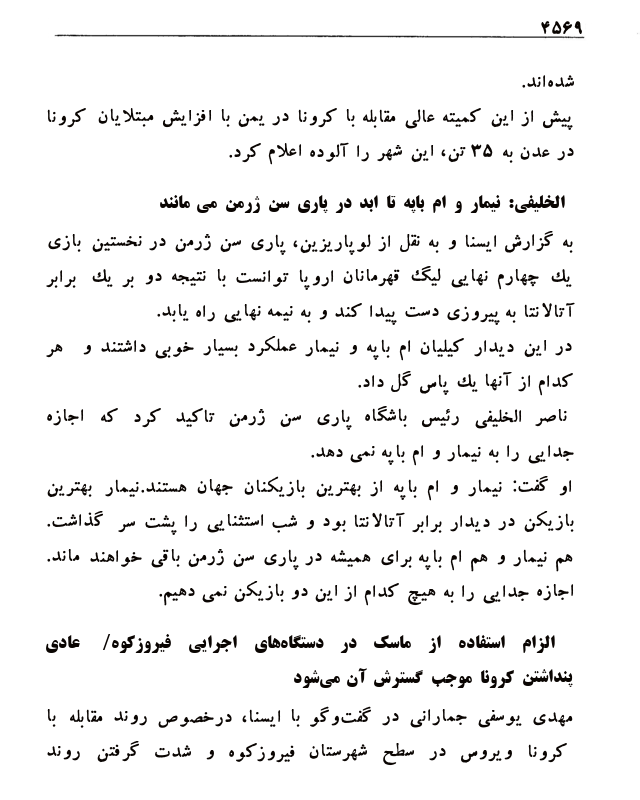 ۴۵۶۹
شده‌اند.
پیش از این کمیته عالی مقابله با کرونا در یمن با افزایش مبتلایان کرونا
در عدن به ۳۵ تن، این شهر را آلوده اعلام کرد.
الخلیفی: نیمار و ام باپه تا ابد در پاری سن ژرمن می مانند
به گزارش ایسنا و به نقل از لوپاریزین، پاری سن ژرمن در نخستین بازی
یك چهارم نهایی لیگ قهرمانان اروپا توانست با نتیجه دو بر یك برابر
آتالانتا به پیروزی دست پیدا کند و به نیمه نهایی راه یابد.
در این دیدار کیلیان ام باپه و نیمار عملکرد بسیار خوبی داشتند و هر
کدام از آنها یك پاس گل داد.
ناصر الخلیفی رئیس باشگاه پاری سن ژرمن تاکید کرد که اجازه
جدایی را به نیمار و ام باپه نمی دهد.
او گفت: نیمار و ام باپه از بهترین بازیکنان جهان هستند.نیمار بهترین
بازیکن در دیدار برابر آتالانتا بود و شب استثنایی را پشت سر گذاشت.
هم نیمار و هم ام باپه برای همیشه در پاری سن ژرمن باقی خواهند ماند.
اجازه جدایی را به هیچ کدام از این دو بازیکن نمی دهیم.
الزام استفاده از ماسک در دستگاه‌های اجرایی فیروزکوه/ عادی
پنداشتن کرونا موجب گسترش آن می‌شود
مهدی یوسفی جمارانی در گفت‌وگو با ایسنا، درخصوص روند مقابله با
کرونا ویروس در سطح شهرستان فیروزکوه و شدت گرفتن روند